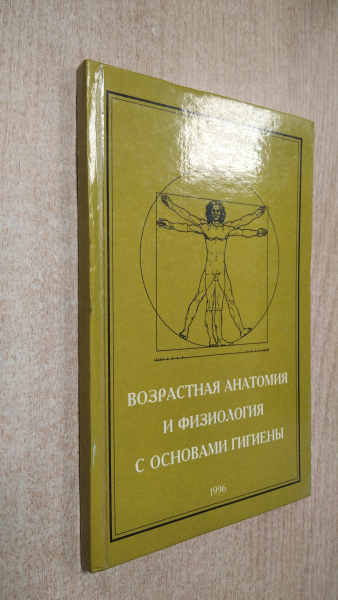 ВОЗРАСТНАЯ АНАТОМИЯ
И ФИЗИОЛОГИЯ
С ОСНОВАМИ ГИГИЕНЫ
1996